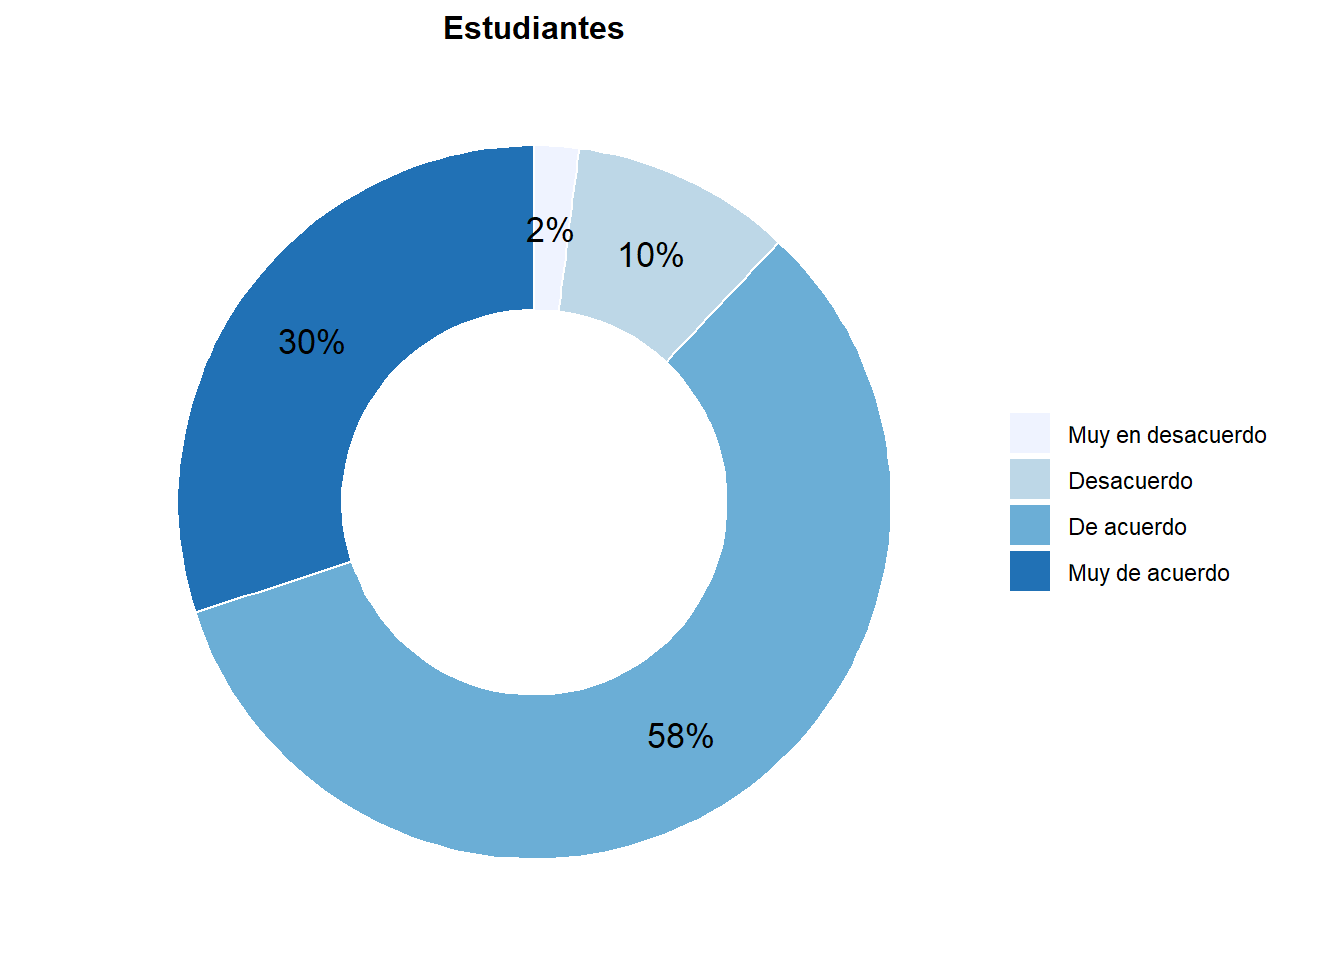 Estudiantes
2%
10%
30%
58%
Muy en desacuerdo
Desacuerdo
De acuerdo
Muy de acuerdo